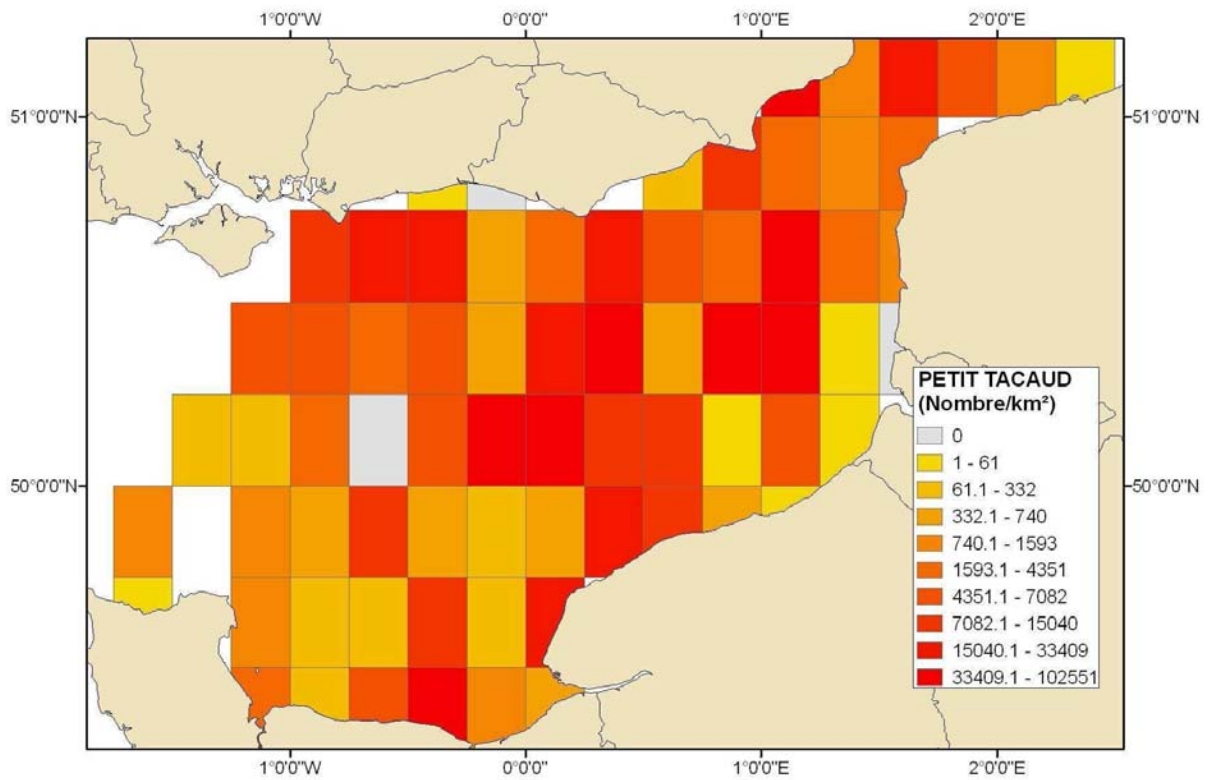 1°0'0"W 0°0'0" 1°0'0"E 2°0'0"E
51°0'0"N 51°0'0"N
PETIT TACAUD
(Nombre/km²)
0
1 - 61
61.1 - 332
332.1 - 740
740.1 - 1593
1593.1 - 4351
4351.1 - 7082
7082.1 - 15040
15040.1 - 33409
33409.1 - 102551
50°0'0"N 50°0'0"N
1°0'0"W 0°0'0" 1°0'0"E 2°0'0"E